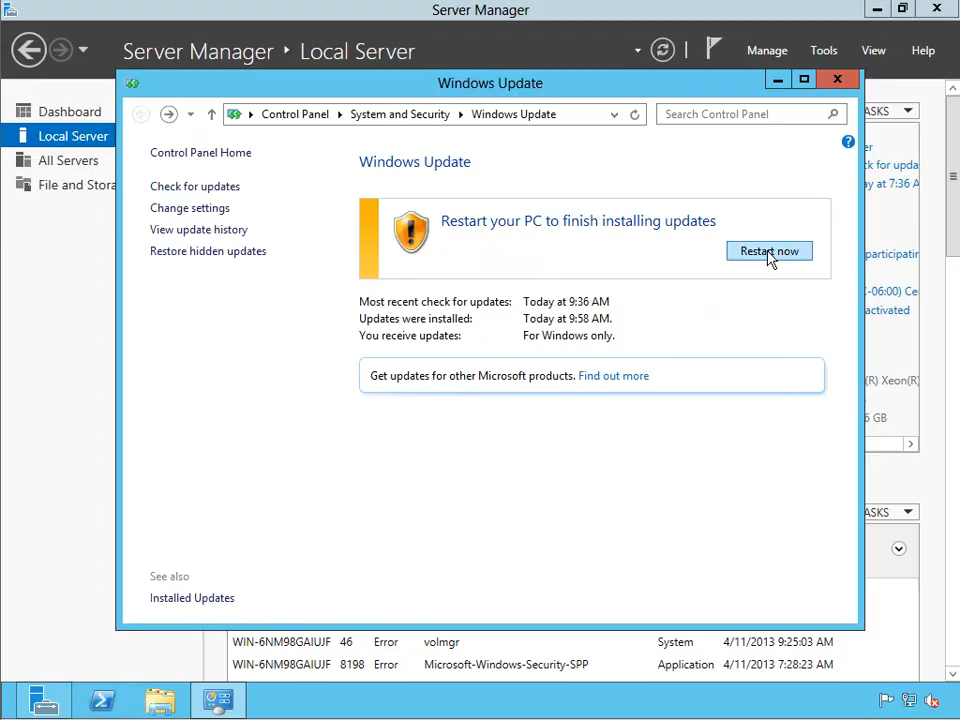 Server Manager
Server Manager • Local Server
Manage Tools View Help
Windows Update
Dashboard
Local Server
All Servers
File and Stora
Control Panel System and Security Windows Update
Search Control Panel
Control Panel Home
Check for updates
Change settings
View update history
Restore hidden updates
Windows Update
Restart your PC to finish installing updates
Restart now
Most recent check for updates: Today at 9:36 AM
Updates were installed: Today at 9:58 AM.
You receive updates: For Windows only.
Get updates for other Microsoft products. Find out more
See also
Installed Updates
ASKS
er
k for upda
y at 7:36 A
participatin
-06:00) Ce
activated
(R) Xeon(R)
6 GB
ASKS
WIN-6NM98GAIUJF 46 Error volmgr System 4/11/2013 9:25:03 AM
WIN-6NM98GAIUJF 8198 Error Microsoft-Windows-Security-SPP Application 4/11/2013 7:28:23 AM